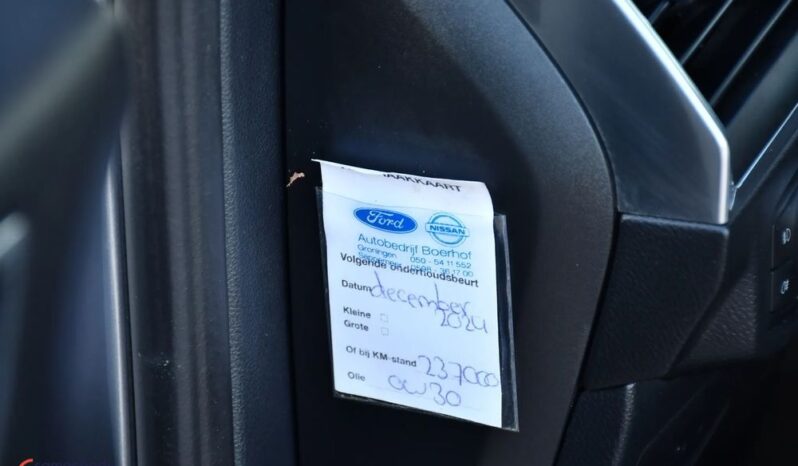 AAKKAART
Ford
NISSAN
Autobedrijf Boerhof
Groningen 050 - 54 11 552
Volgende onderhoudsbeurt
Datum december
2024
Kleine
Grote
Of bij KM-stand 237000
Olie 0W30